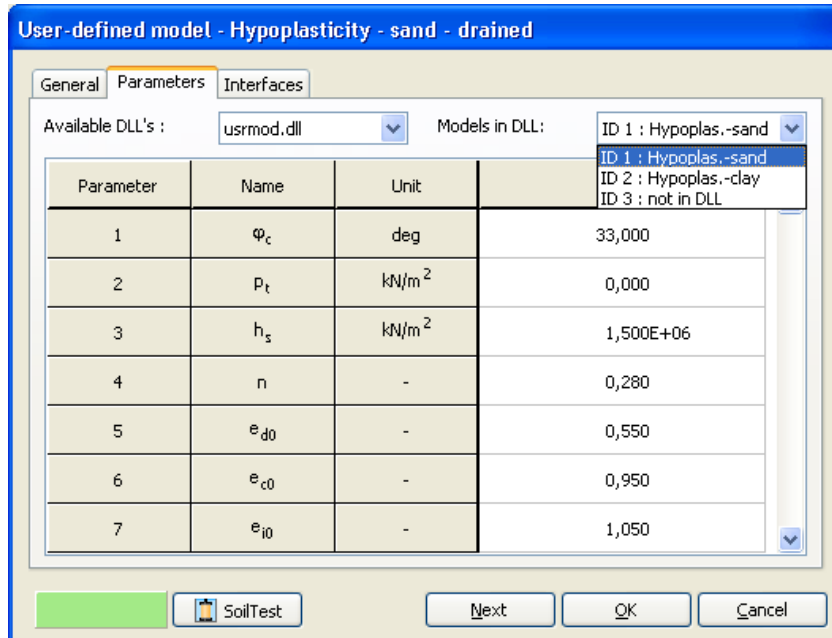 User-defined model - Hypoplasticity - sand - drained
General Parameters Interfaces
Available DLL's : usrmod.dll Models in DLL: ID 1 : Hypoplas.-sand
ID 1 : Hypoplas.-sand
ID 2 : Hypoplas.-clay
ID 3 : not in DLL
Parameter Name Unit
1 φc deg 33,000
2 pt kN/m² 0,000
3 hs kN/m² 1,500E+06
4 n - 0,280
5 ed0 - 0,550
6 ec0 - 0,950
7 ei0 - 1,050
SoilTest Next OK Cancel